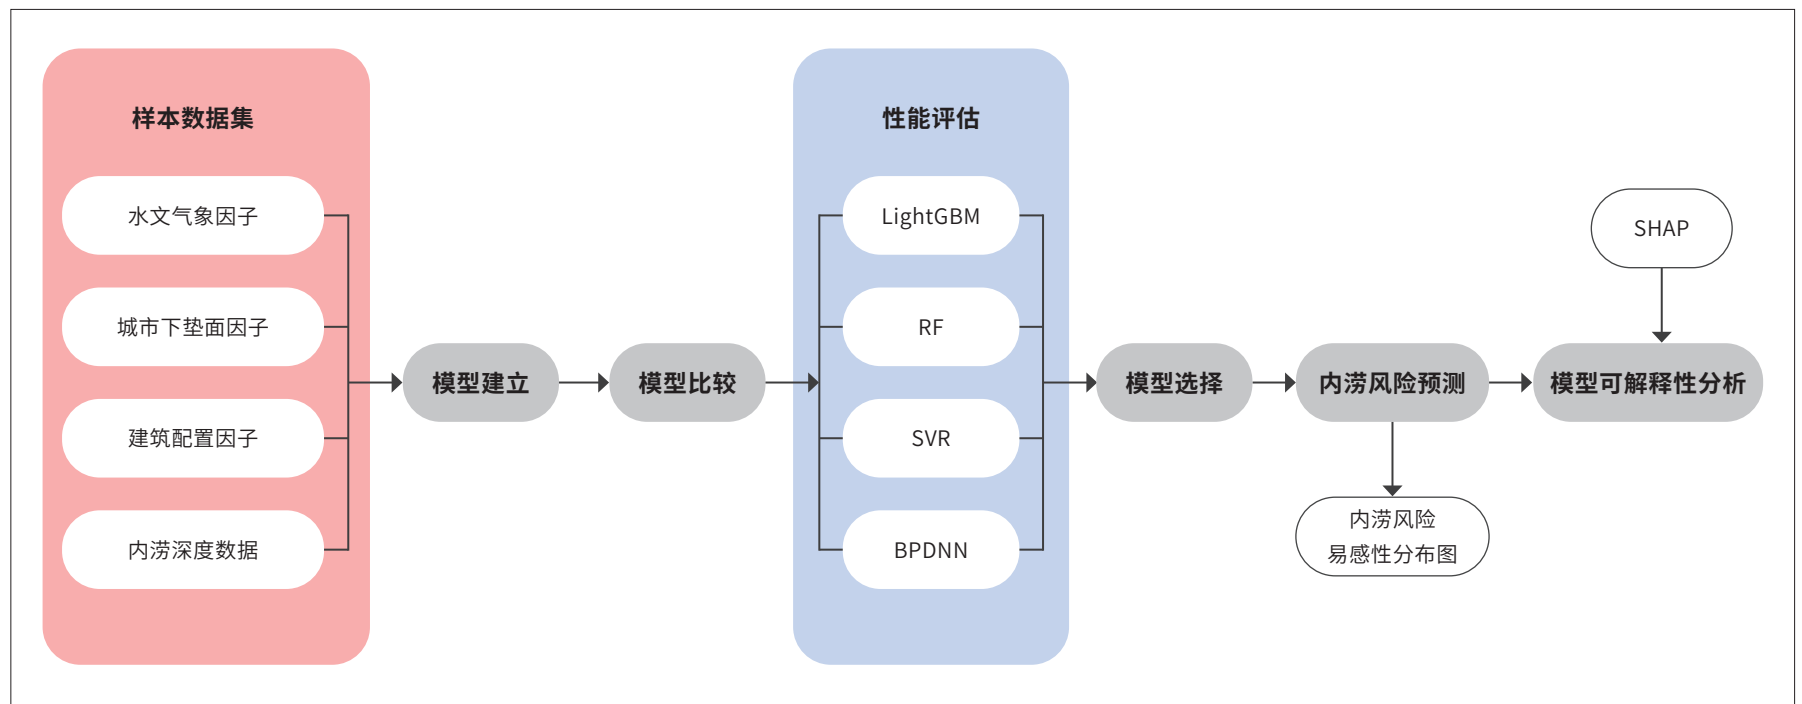 样本数据集
水文气象因子
城市下垫面因子
建筑配置因子
内涝深度数据
模型建立
模型比较
性能评估
LightGBM
RF
SVR
BPDNN
模型选择
内涝风险预测
内涝风险
易感性分布图
SHAP
模型可解释性分析